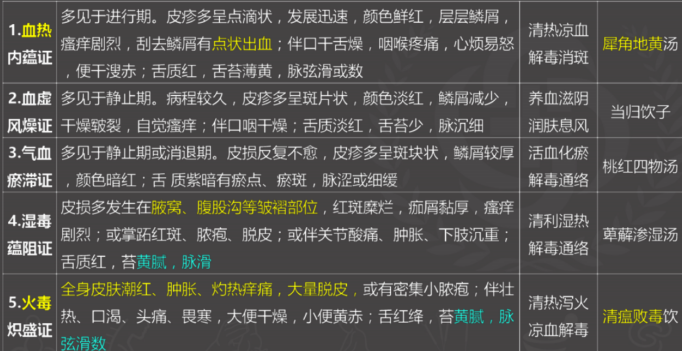 1.血热
内蕴证
多见于进行期。皮疹多呈点滴状，发展迅速，颜色鲜红，层层鳞屑，
瘙痒剧烈，刮去鳞屑有点状出血；伴口干舌燥，咽喉疼痛，心烦易怒
，便干溲赤；舌质红，舌苔薄黄，脉弦滑或数
清热凉血
解毒消斑
犀角地黄汤
2.血虚
风燥证
多见于静止期。病程较久，皮疹多呈斑片状，颜色淡红，鳞屑减少，
干燥皲裂，自觉瘙痒；伴口咽干燥；舌质淡红，舌苔少，脉沉细
养血滋阴
润肤息风
当归饮子
3.气血
瘀滞证
多见于静止期或消退期。皮损反复不愈，皮疹多呈斑块状，鳞屑较厚
，颜色暗红；舌 质紫暗有瘀点、瘀斑，脉涩或细缓
活血化瘀
解毒通络
桃红四物汤
4.湿毒
蕴阻证
皮损多发生在腋窝、腹股沟等皱褶部位，红斑糜烂，痂屑黏厚，瘙痒
剧烈；或掌跖红斑、脓疱、脱皮；或伴关节酸痛、肿胀、下肢沉重；
舌质红，苔黄腻，脉滑
清利湿热
解毒通络
萆薢渗湿汤
5.火毒
炽盛证
全身皮肤潮红、肿胀、灼热痒痛，大量脱皮，或有密集小脓疱；伴壮
热、口渴、头痛、畏寒，大便干燥，小便黄赤；舌红绛，苔黄腻，脉
弦滑数
清热泻火
凉血解毒
清瘟败毒饮